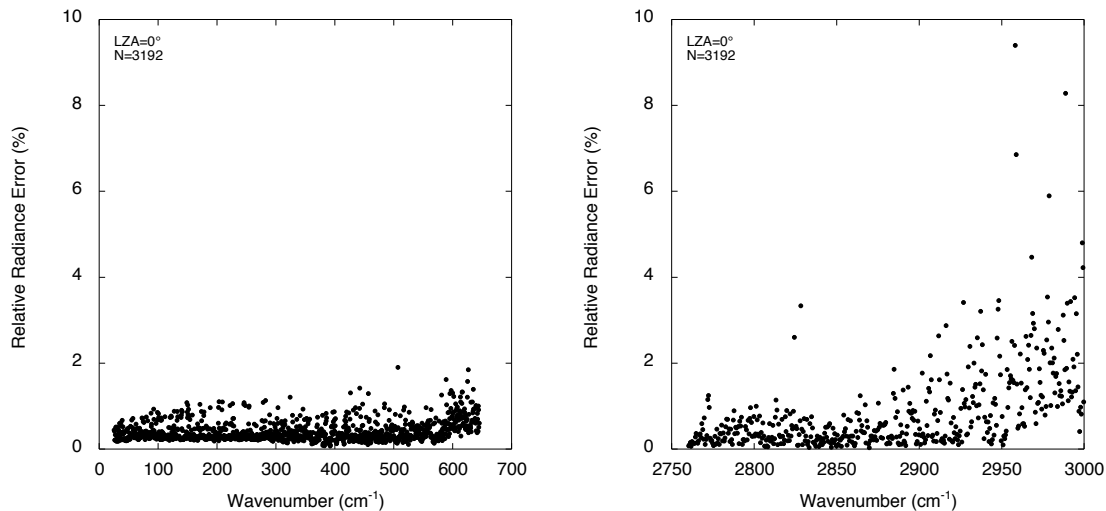 10
8
6
4
2
0
Relative Radiance Error (%)
LZA=0°
N=3192
0 100 200 300 400 500 600 700
Wavenumber (cm-1)
10
8
6
4
2
0
Relative Radiance Error (%)
LZA=0°
N=3192
2750 2800 2850 2900 2950 3000
Wavenumber (cm-1)